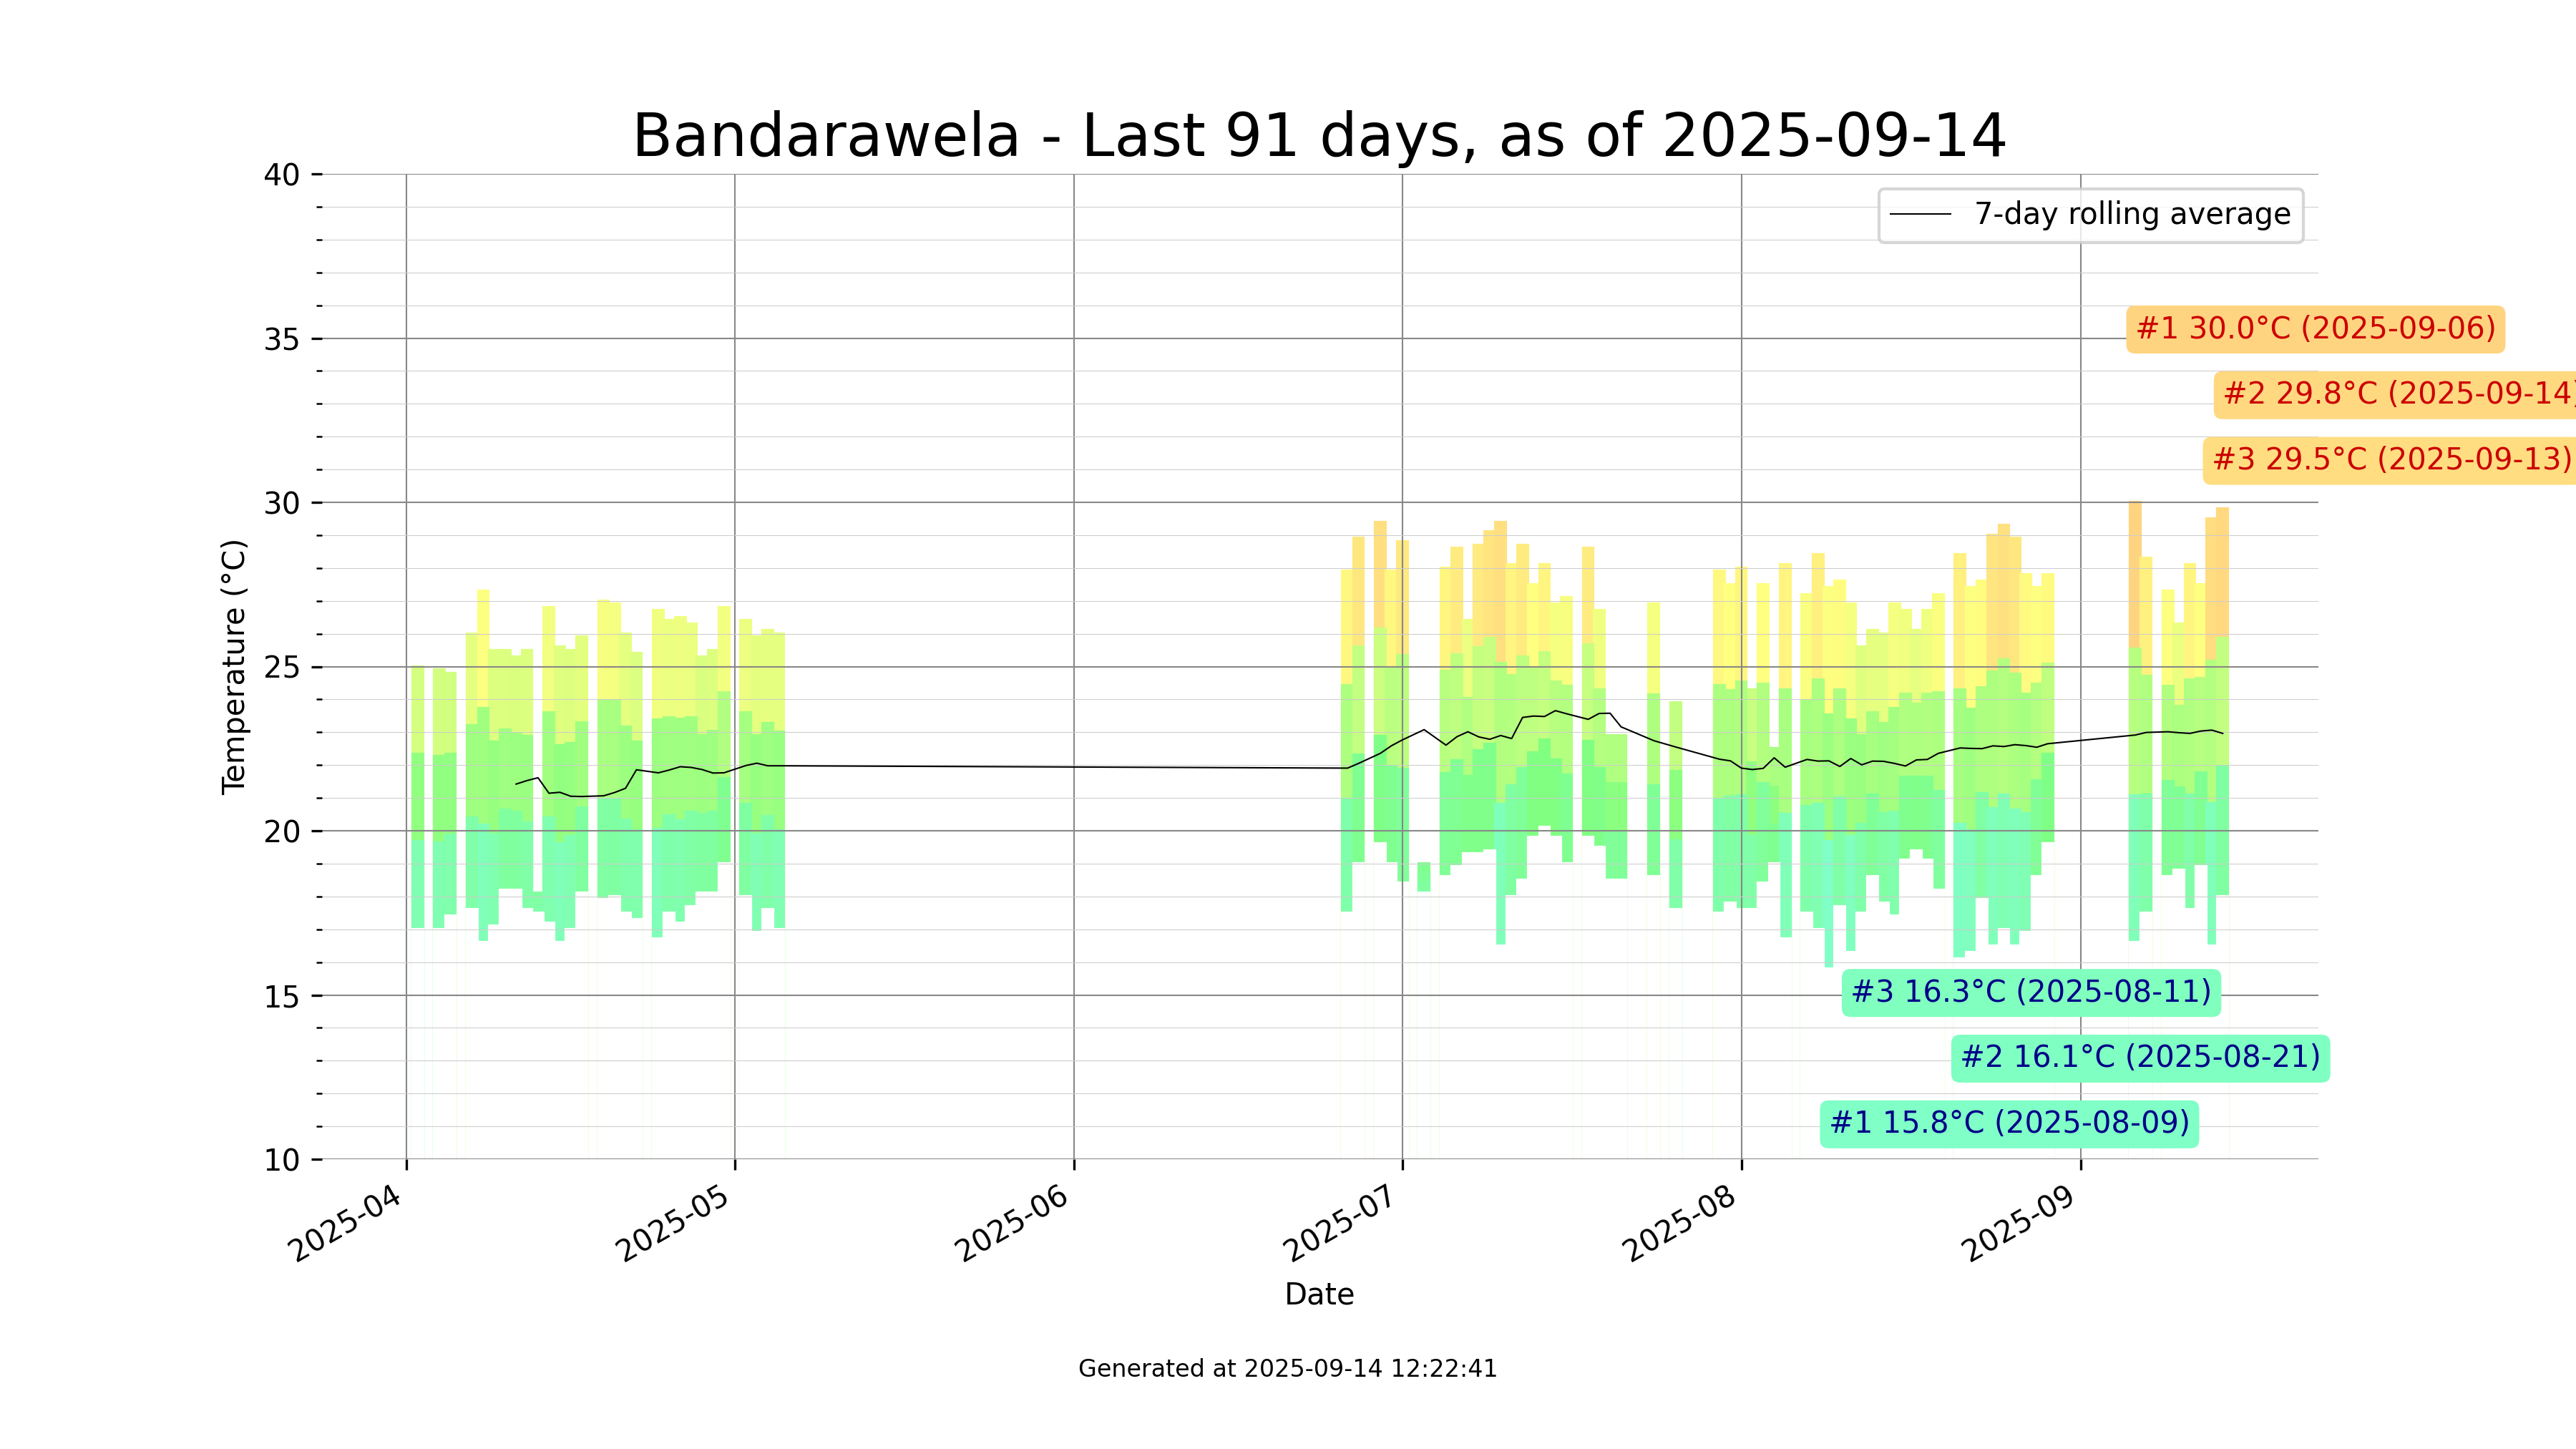 Bandarawela - Last 91 days, as of 2025-09-14
40
35
30
25
20
15
10
Temperature (°C)
7-day rolling average
#1 30.0°C (2025-09-06)
#2 29.8°C (2025-09-14)
#3 29.5°C (2025-09-13)
#3 16.3°C (2025-08-11)
#2 16.1°C (2025-08-21)
#1 15.8°C (2025-08-09)
2025-04
2025-05
2025-06
2025-07
2025-08
2025-09
Date
Generated at 2025-09-14 12:22:41